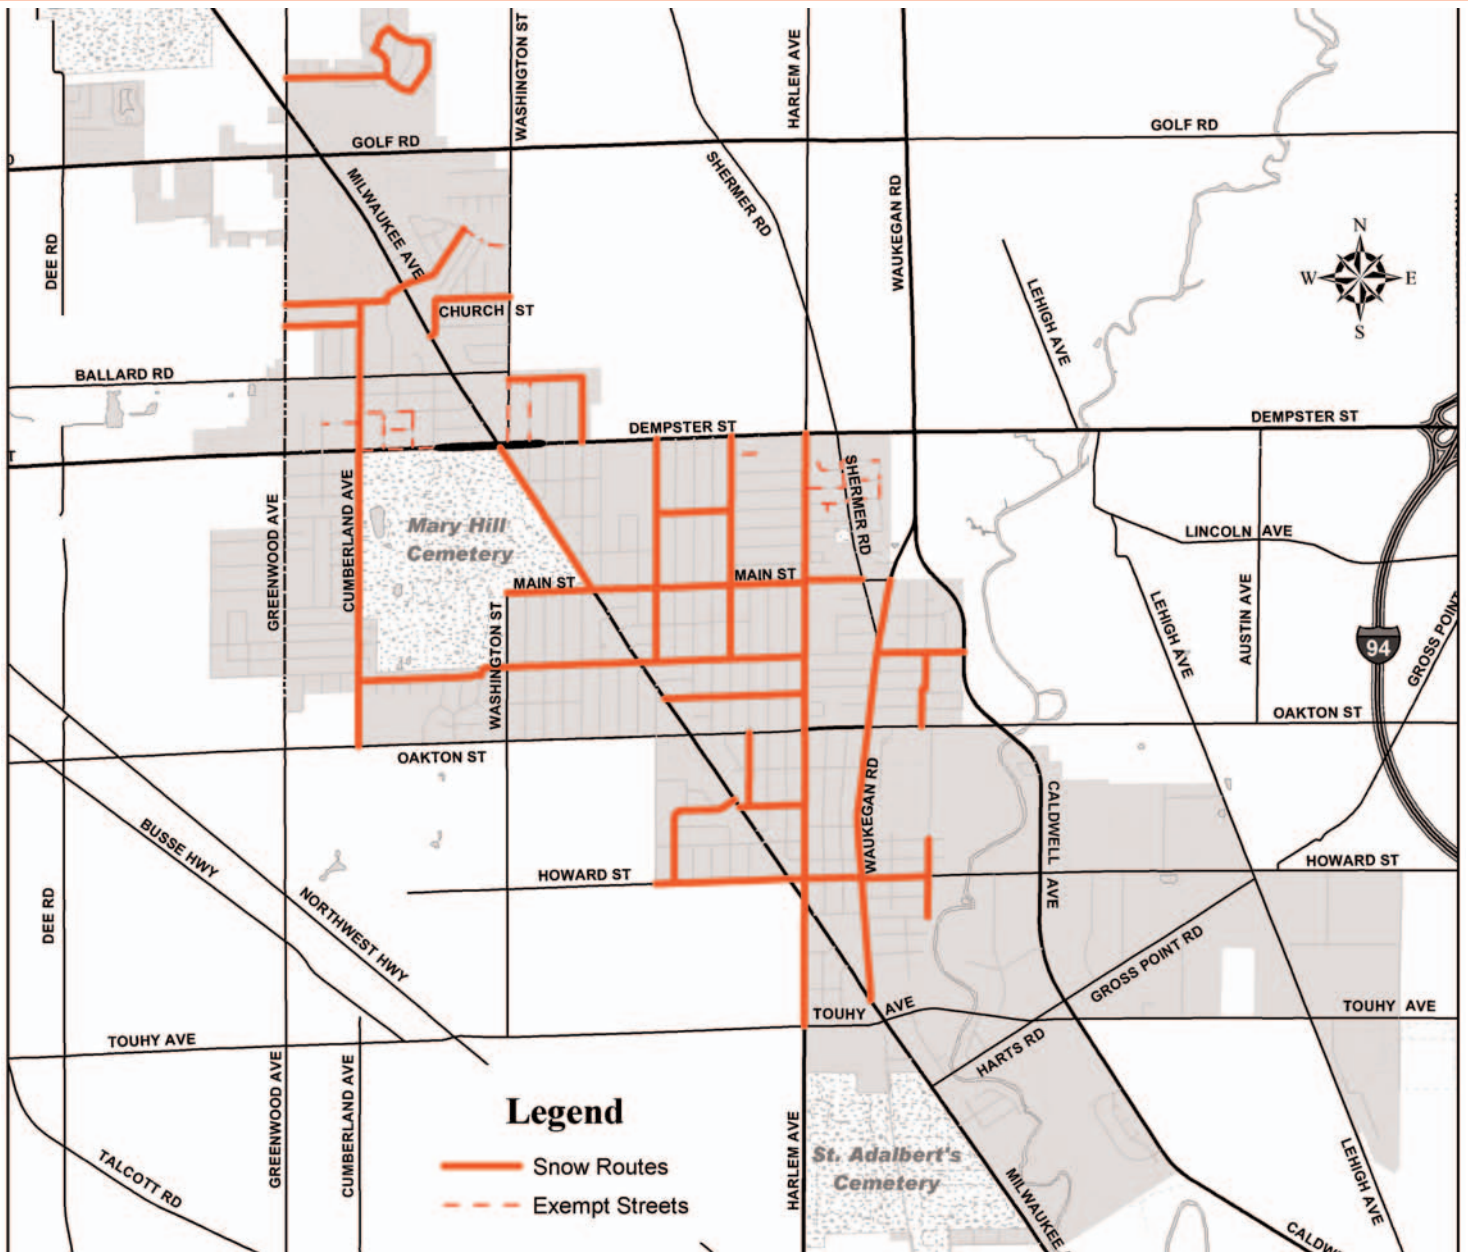 WASHINGTON ST
HARLEM AVE
GOLF RD
GOLF RD
MILWAUKEE AVE
SHERMER RD
WAUKEGAN RD
DEE RD
N
W
E
S
LEHIGH AVE
CHURCH ST
BALLARD RD
DEMPSTER ST
DEMPSTER ST
T
GREENWOOD AVE
CUMBERLAND AVE
Mary Hill
Cemetery
SHERMER RD
LINCOLN AVE
MAIN ST
MAIN ST
WASHINGTON ST
LEHIGH AVE
AUSTIN AVE
94
GROSS POINT
OAKTON ST
OAKTON ST
WAUKEGAN RD
CALDWELL AVE
BUSSE HWY
NORTHWEST HWY
HOWARD ST
HOWARD ST
DEE RD
GROSS POINT RD
TOUHY AVE
TOUHY AVE
TOUHY AVE
HARTS RD
GREENWOOD AVE
CUMBERLAND AVE
Legend
Snow Routes
Exempt Streets
TALCOTT RD
HARLEM AVE
St. Adalbert's
Cemetery
MILWAUKEE
LEHIGH AVE
CALDW